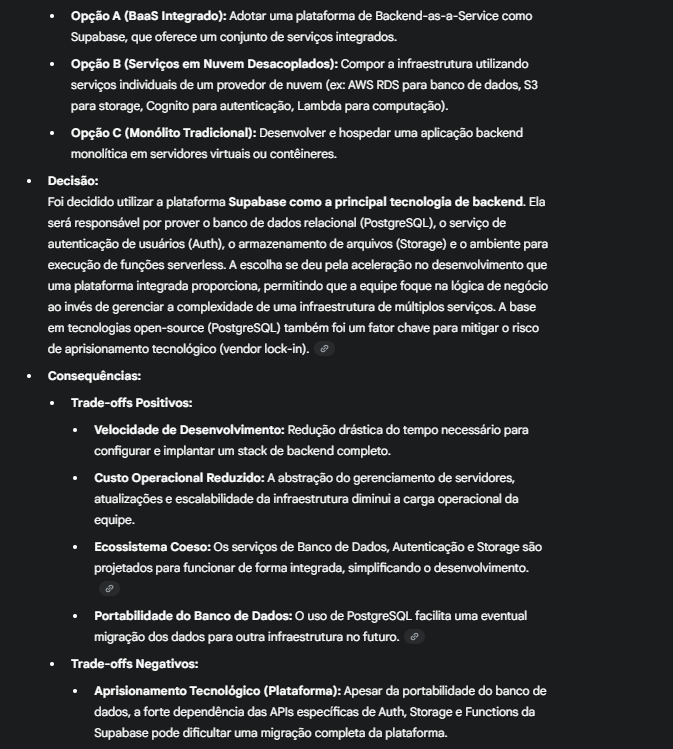 • Opção A (BaaS Integrado): Adotar uma plataforma de Backend-as-a-Service como
Supabase, que oferece um conjunto de serviços integrados.
• Opção B (Serviços em Nuvem Desacoplados): Compor a infraestrutura utilizando
serviços individuais de um provedor de nuvem (ex: AWS RDS para banco de dados, S3
para storage, Cognito para autenticação, Lambda para computação).
• Opção C (Monólito Tradicional): Desenvolver e hospedar uma aplicação backend
monolítica em servidores virtuais ou contêineres.
• Decisão:
Foi decidido utilizar a plataforma Supabase como a principal tecnologia de backend. Ela
será responsável por prover o banco de dados relacional (PostgreSQL), o serviço de
autenticação de usuários (Auth), o armazenamento de arquivos (Storage) e o ambiente para
execução de funções serverless. A escolha se deu pela aceleração no desenvolvimento que
uma plataforma integrada proporciona, permitindo que a equipe foque na lógica de negócio
ao invés de gerenciar a complexidade de uma infraestrutura de múltiplos serviços. A base
em tecnologias open-source (PostgreSQL) também foi um fator chave para mitigar o risco
de aprisionamento tecnológico (vendor lock-in).
• Consequências:
• Trade-offs Positivos:
• Velocidade de Desenvolvimento: Redução drástica do tempo necessário para
configurar e implantar um stack de backend completo.
• Custo Operacional Reduzido: A abstração do gerenciamento de servidores,
atualizações e escalabilidade da infraestrutura diminui a carga operacional da
equipe.
• Ecossistema Coeso: Os serviços de Banco de Dados, Autenticação e Storage são
projetados para funcionar de forma integrada, simplificando o desenvolvimento.
• Portabilidade do Banco de Dados: O uso de PostgreSQL facilita uma eventual
migração dos dados para outra infraestrutura no futuro.
• Trade-offs Negativos:
• Aprisionamento Tecnológico (Plataforma): Apesar da portabilidade do banco de
dados, a forte dependência das APIs específicas de Auth, Storage e Functions da
Supabase pode dificultar uma migração completa da plataforma.